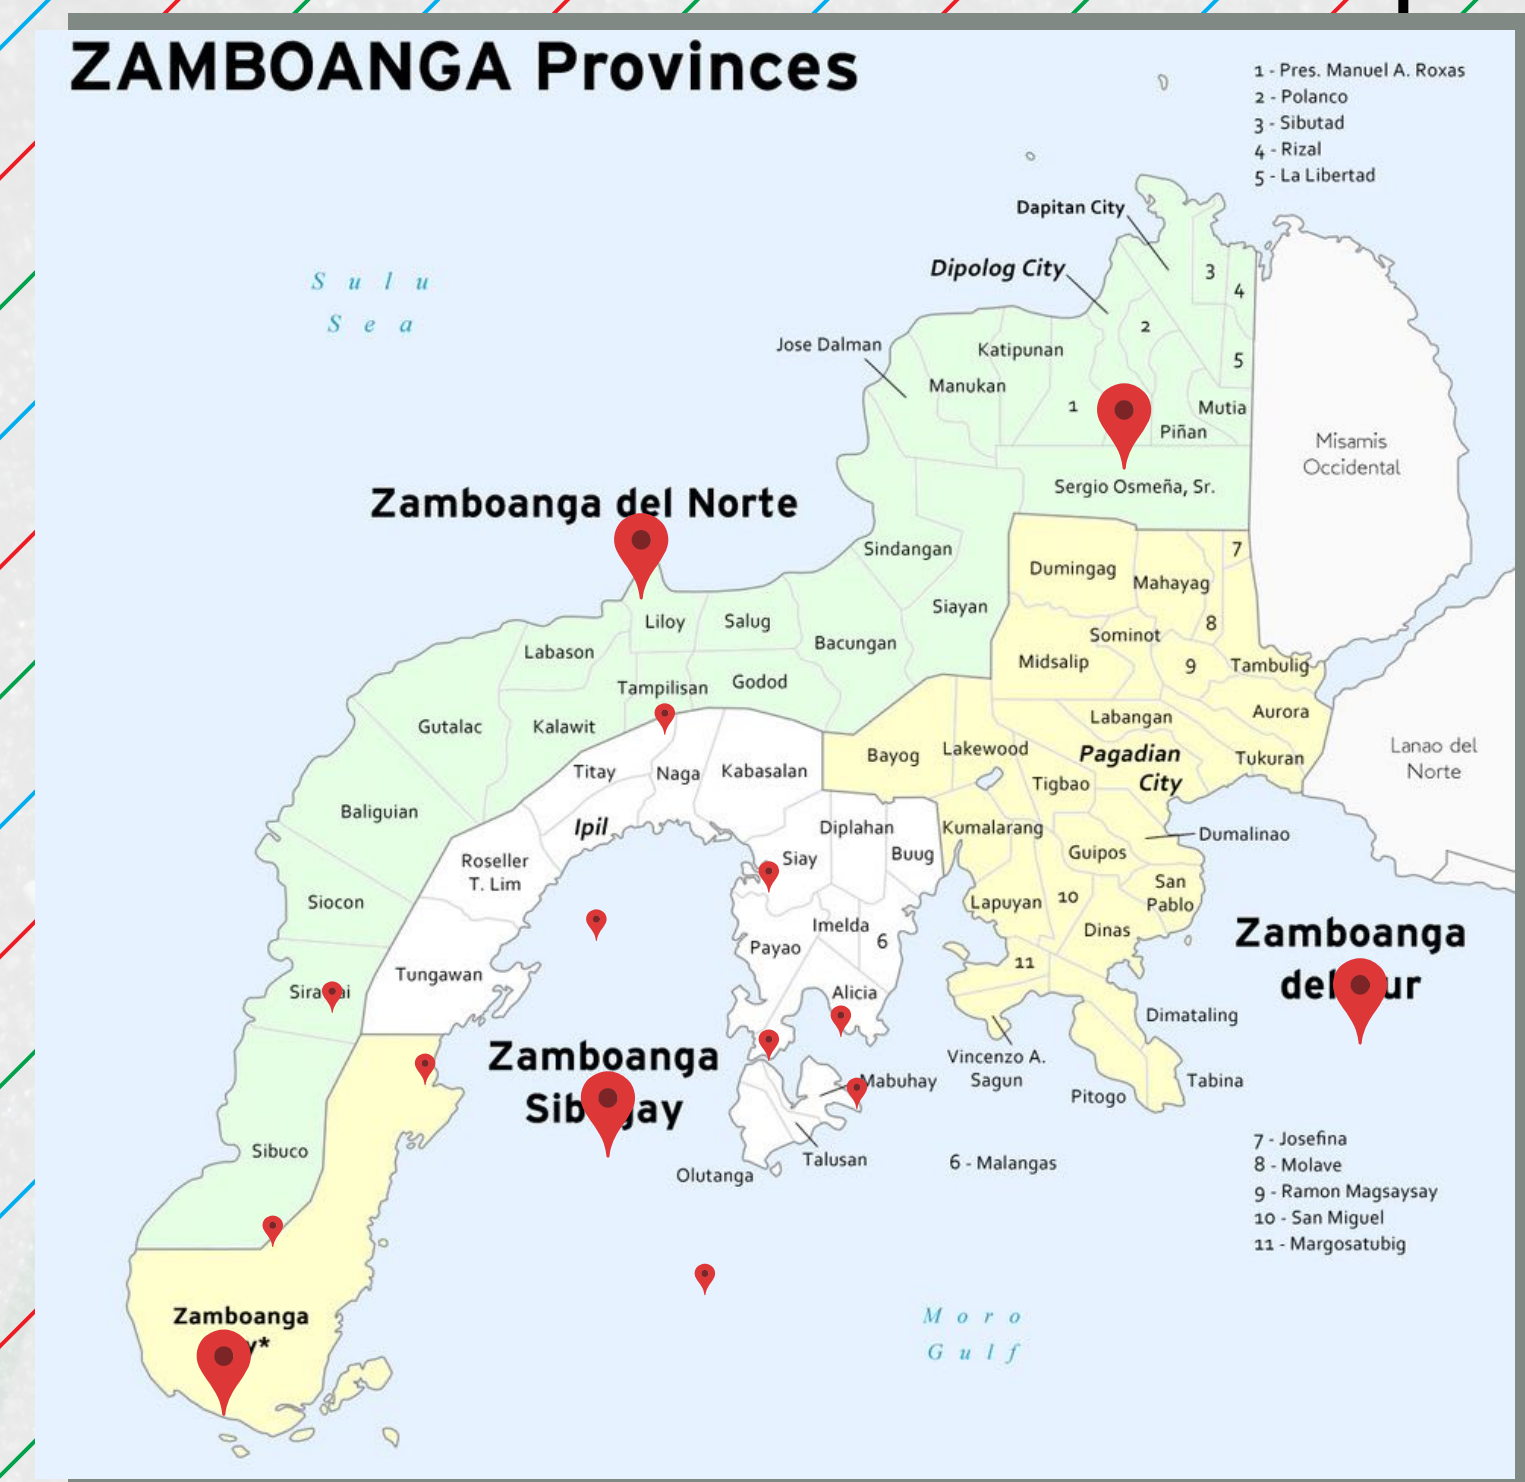 ZAMBOANGA Provinces
1 - Pres. Manuel A. Roxas
2 - Polanco
3 - Sibutad
4 - Rizal
5 - La Libertad
Dapitan City
Dipolog City
3
4
Sulu
Sea
2
Jose Dalman
Katipunan
5
Manukan
1
Mutia
Piñan
Misamis
Occidental
Sergio Osmeña, Sr.
Zamboanga del Norte
Sindangan
7
Dumingag
Mahayag
Siayan
Liloy
Salug
8
Sominot
Bacungan
Labason
Midsalip
9
Tambulig
Tampilisan
Godod
Gutalac
Kalawit
Labangan
Aurora
Bayog
Lakewood
Pagadian
City
Tukuran
Lanao del
Norte
Titay
Naga
Kabasalan
Tigbao
Baliguian
Ipil
Diplahan
Kumalarang
Dumalinao
Roseller
T. Lim
Siay
Buug
Guipos
Siocon
Lapuyan
10
San
Pablo
Imelda
6
Payao
Dinas
Zamboanga
del
11
Tungawan
Alicia
Dimataling
Zamboanga
Vincenzo A.
Sagun
Mabuhay
Tabina
Pitogo
Sibuco
Talusan
Olutanga
6 - Malangas
7 - Josefina
8 - Molave
9 - Ramon Magsaysay
10 - San Miguel
11 - Margosatubig
Zamboanga
Moro
Gulf